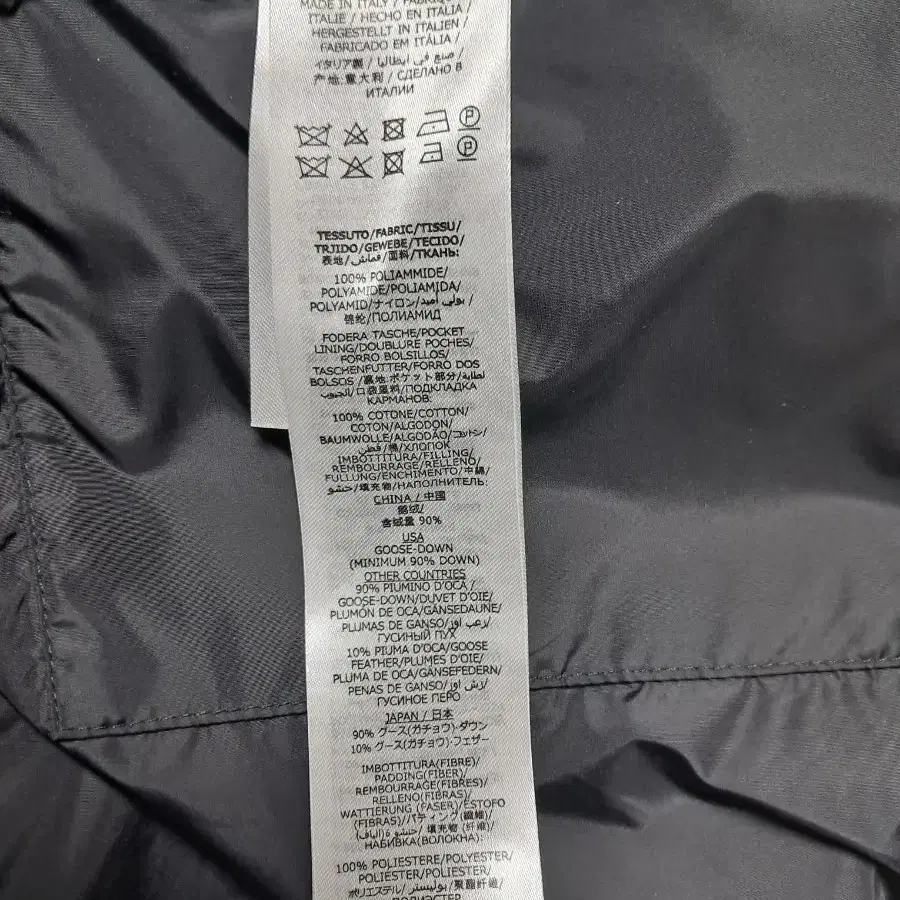 MADE IN ITALY / FABRIQUÉ
ITALIE / HECHO EN ITALIA /
HERGESTELLT IN ITALIEN /
FABRICADO EM ITÁLIA /
イタリア製 / صنع في ايطاليا /
产地:意大利 / СДЕЛАНО В
ИТАЛИИ
P
P
TESSUTO/FABRIC/TISSU/
TEJIDO/GEWEBE/TECIDO/
表地/قماش/面料/ТКАНЬ:
100% POLIAMMIDE/
POLYAMIDE/POLIAMIDA/
POLYAMID/ナイロン/بولي أميد/
锦纶/ПОЛИАМИД
FODERA TASCHE/POCKET
LINING/DOUBLURE POCHES/
FORRO BOLSILLOS/
TASCHENFUTTER/FORRO DOS
BOLSOS /裏地:ポケット部分/لطانة
الجيوب/口袋里料/ПОДКЛАДКА
КАРМАНОВ:
100% COTONE/COTTON/
COTON/ALGODON/
BAUMWOLLE/ALGODÃO/コットン/
قطن/棉/ХЛОПОК
IMBOTTITURA/FILLING/
REMBOURRAGE/RELLENO/
FULLUNG/ENCHIMENTO/中綿/
حشو/填充物/НАПОЛНИТЕЛЬ:
CHINA / 中国
鹅绒/
含绒量 90%
USA
GOOSE-DOWN
(MINIMUM 90% DOWN)
OTHER COUNTRIES
90% PIUMINO D'OCA /
GOOSE-DOWN/DUVET D'OIE/
PLUMÓN DE OCA/GÄNSEDAUNE/
PLUMAS DE GANSO/زغب اوز/
ГУСИНЫЙ ПУХ
10% PIUMA D'OCA/GOOSE
FEATHER/PLUMES D'OIE/
PLUMA DE OCA/GÄNSEFEDERN/
PENAS DE GANSO/ريش اوز/
ГУСИНОЕ ПЕРО
JAPAN / 日本
90% グース(ガチョウ)·ダウン
10% グース(ガチョウ)·フェザー
IMBOTTITURA(FIBRE)/
PADDING(FIBER)/
REMBOURRAGE(FIBRES)/
RELLENO(FIBRAS)/
WATTIERUNG (FASER)/ESTOFO
(FIBRAS)/パディング(繊維)/
حشوة (الياف)/ 填充物 (纤维)/
НАБИВКА(ВОЛОКНА):
100% POLIESTERE/POLYESTER/
POLIÉSTER/POLYESTER/
ポリエステル/بوليستر/聚酯纤维/
ПОЛИЭСТЕР